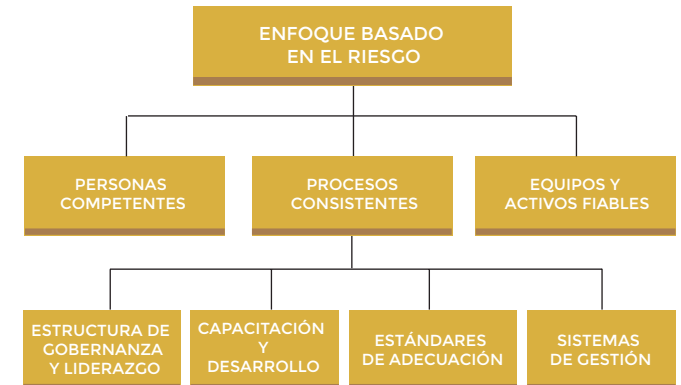 ENFOQUE BASADO
EN EL RIESGO
PERSONAS
COMPETENTES
PROCESOS
CONSISTENTES
EQUIPOS Y
ACTIVOS FIABLES
ESTRUCTURA DE
GOBERNANZA
Y LIDERAZGO
CAPACITACIÓN
Y
DESARROLLO
ESTÁNDARES
DE ADECUACIÓN
SISTEMAS
DE GESTIÓN